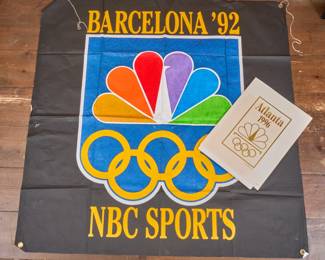 BARCELONA '92
Atlanta
1996
NBC SPORTS